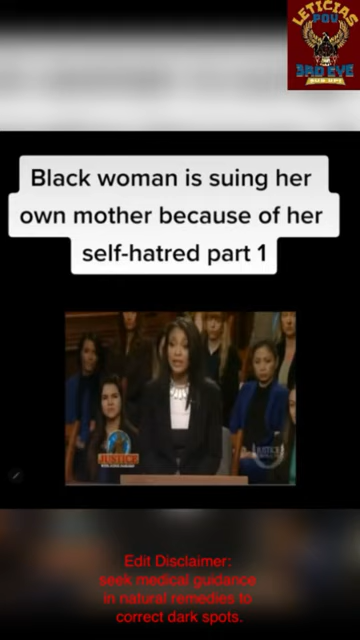 LETICIAS
POV
3RD EYE
Black woman is suing her
own mother because of her
self-hatred part 1
JUSTICE
JUSTICE
Edit Disclaimer:
seek medical guidance
in natural remedies to
correct dark spots.